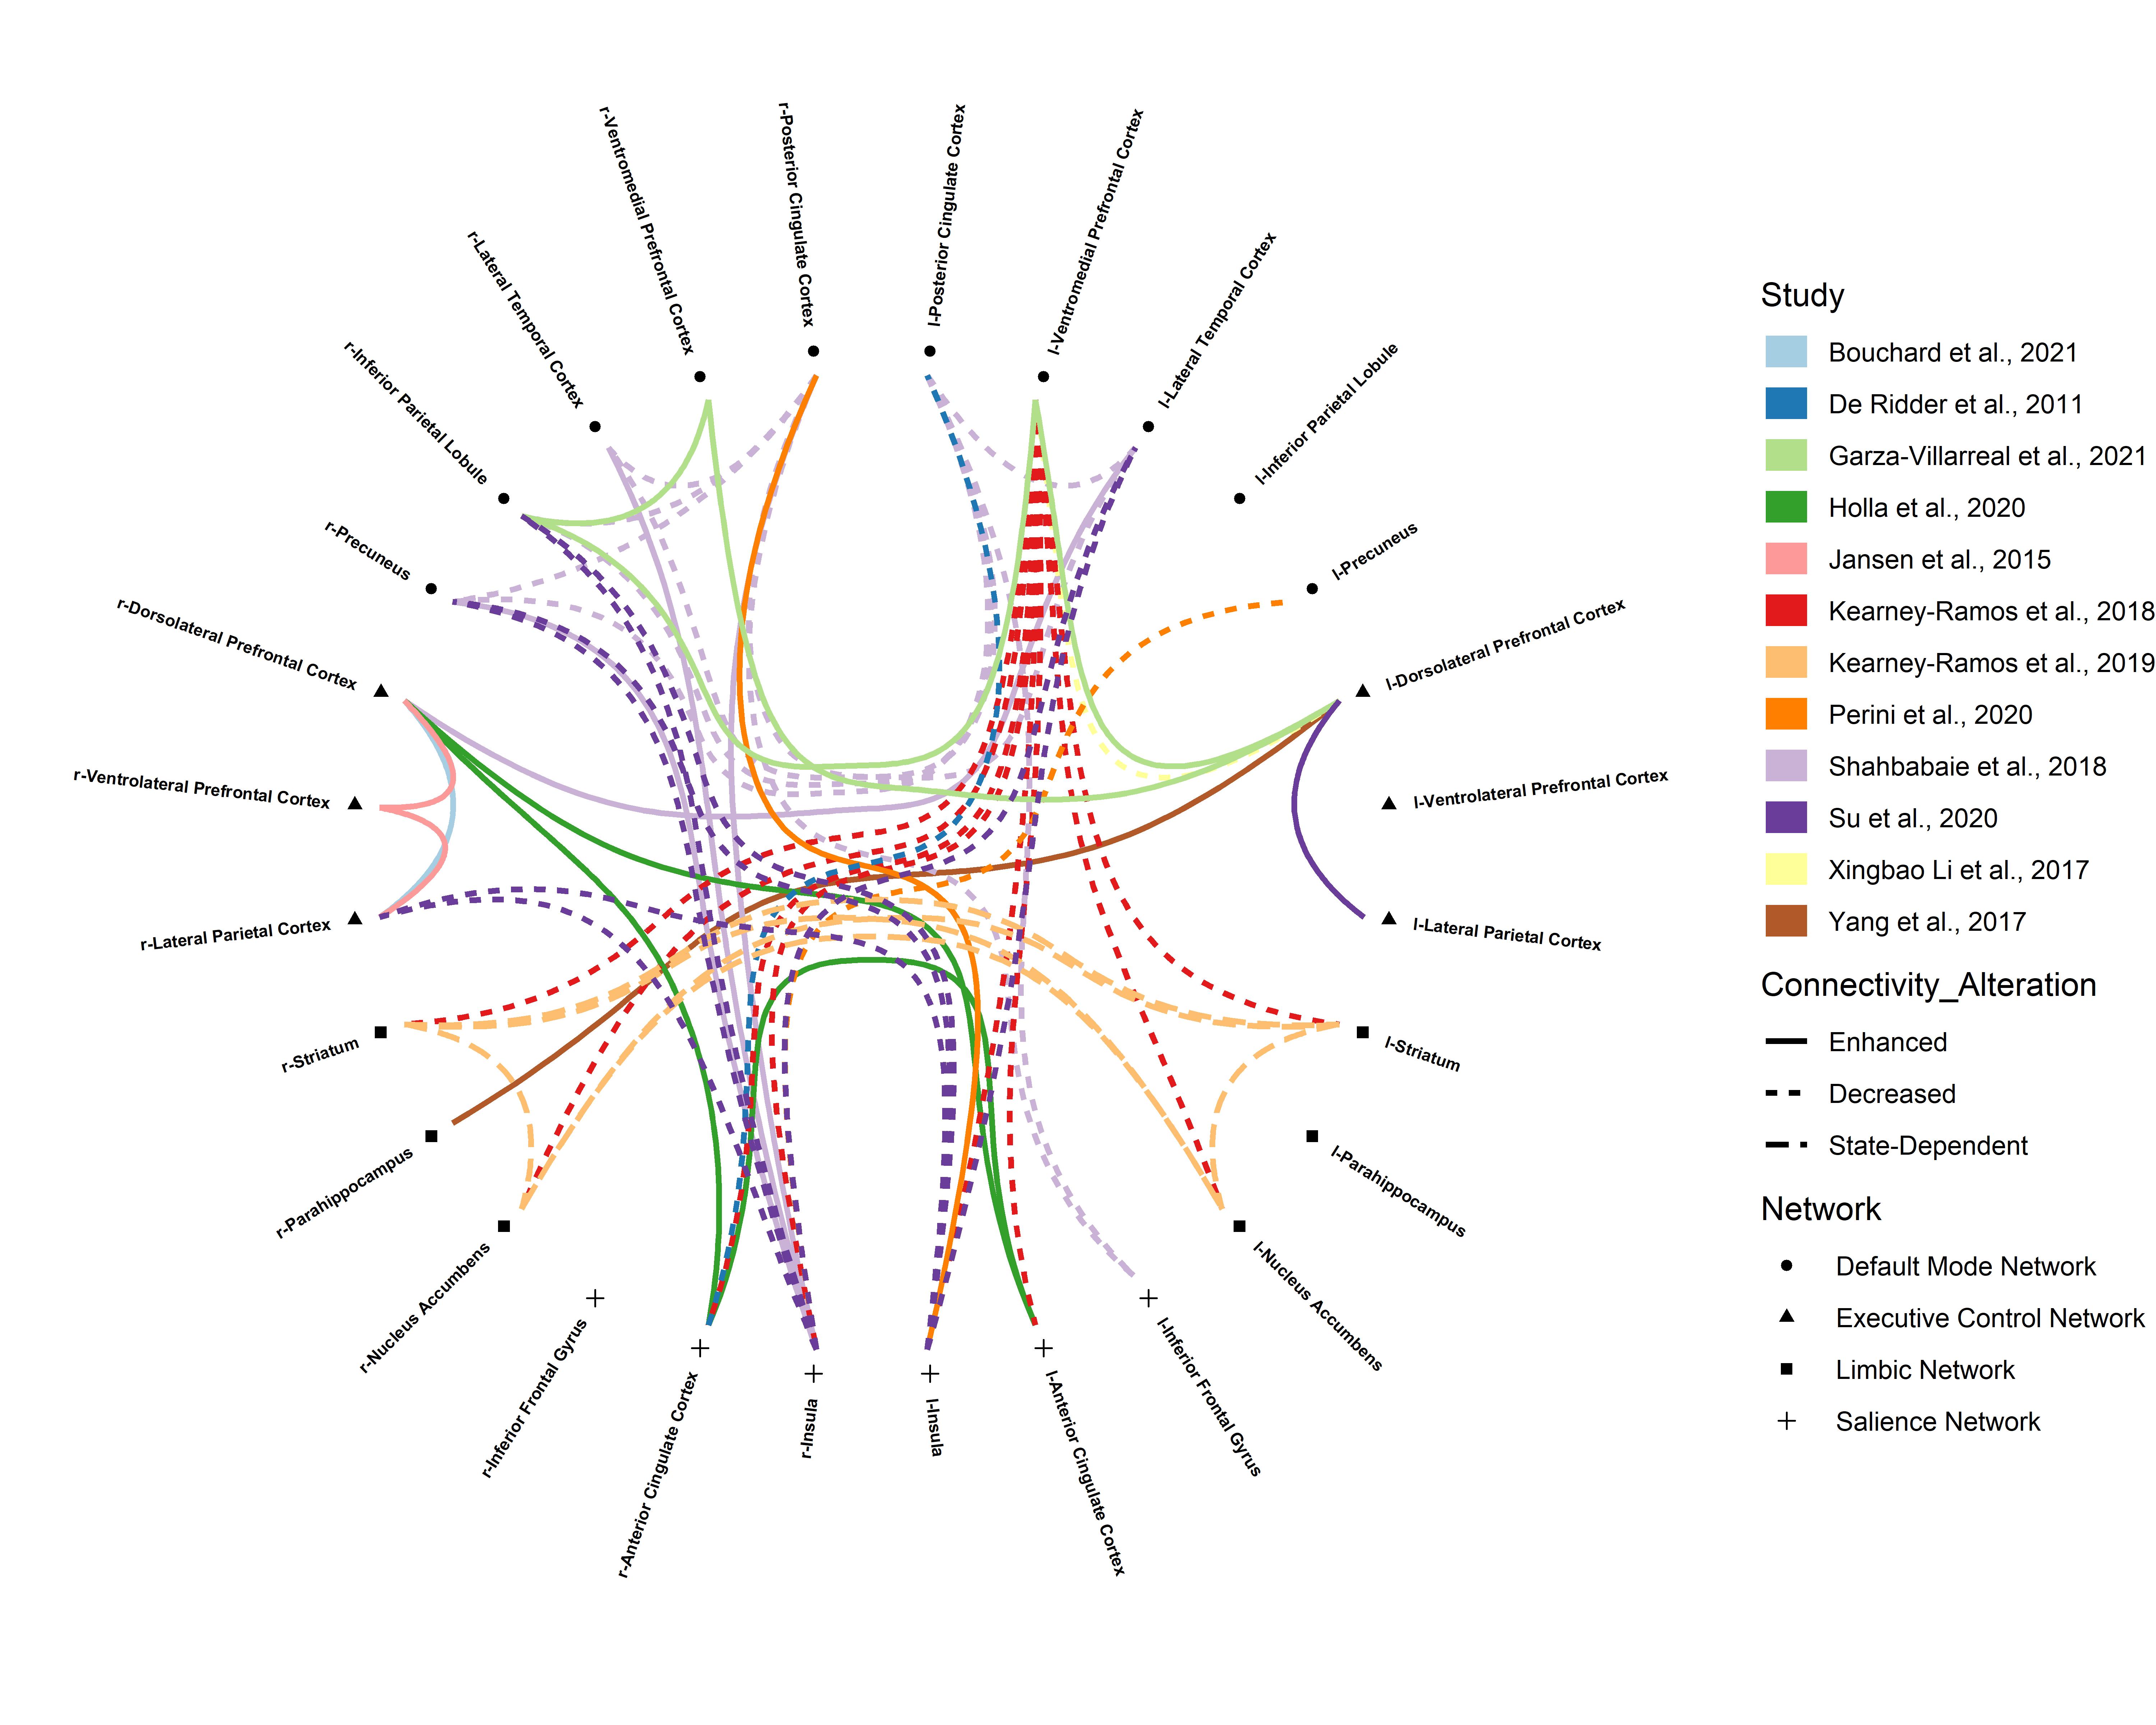 r-Posterior Cingulate Cortex
l-Posterior Cingulate Cortex
r-Ventromedial Prefrontal Cortex
l-Ventromedial Prefrontal Cortex
r-Lateral Temporal Cortex
l-Lateral Temporal Cortex
r-Inferior Parietal Lobule
l-Inferior Parietal Lobule
r-Precuneus
l-Precuneus
r-Dorsolateral Prefrontal Cortex
l-Dorsolateral Prefrontal Cortex
r-Ventrolateral Prefrontal Cortex
l-Ventrolateral Prefrontal Cortex
r-Lateral Parietal Cortex
l-Lateral Parietal Cortex
r-Striatum
l-Striatum
r-Parahippocampus
l-Parahippocampus
r-Nucleus Accumbens
l-Nucleus Accumbens
r-Inferior Frontal Gyrus
l-Inferior Frontal Gyrus
r-Anterior Cingulate Cortex
l-Anterior Cingulate Cortex
r-Insula
l-Insula
Study
Bouchard et al., 2021
De Ridder et al., 2011
Garza-Villarreal et al., 2021
Holla et al., 2020
Jansen et al., 2015
Kearney-Ramos et al., 2018
Kearney-Ramos et al., 2019
Perini et al., 2020
Shahbabaie et al., 2018
Su et al., 2020
Xingbao Li et al., 2017
Yang et al., 2017
Connectivity_Alteration
Enhanced
Decreased
State-Dependent
Network
Default Mode Network
Executive Control Network
Limbic Network
Salience Network